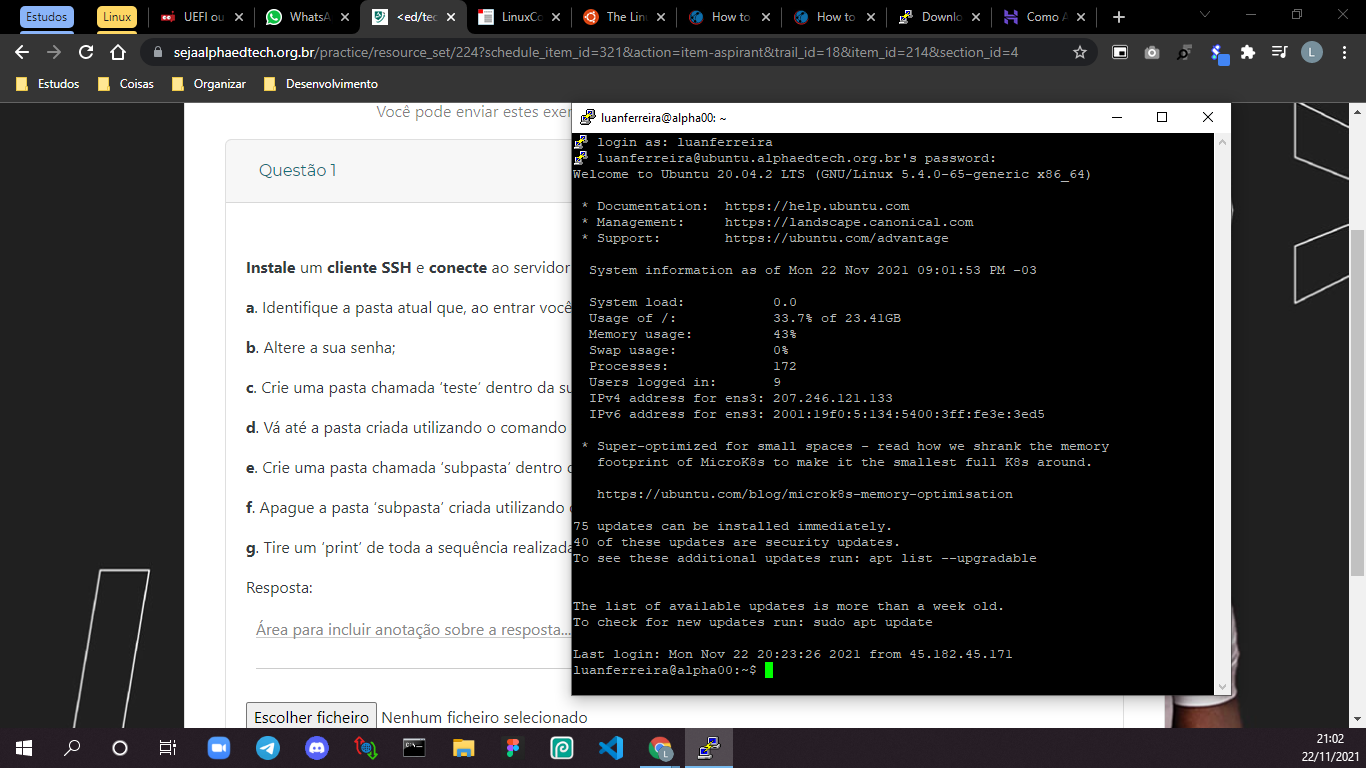 Estudos
Linux
UEFI ou
WhatsA
<ed/tec
LinuxCo
The Lin
How to
How to
Downlo
Como A
sejaalphaedtech.org.br/practice/resource_set/224?schedule_item_id=321&action=item-aspirant&trail_id=18&item_id=214&section_id=4
L
Estudos
Coisas
Organizar
Desenvolvimento
Você pode enviar estes exer
Questão 1
Instale um cliente SSH e conecte ao servidor
a. Identifique a pasta atual que, ao entrar você
b. Altere a sua senha;
c. Crie uma pasta chamada 'teste' dentro da su
d. Vá até a pasta criada utilizando o comando
e. Crie uma pasta chamada 'subpasta' dentro
f. Apague a pasta 'subpasta' criada utilizando
g. Tire um 'print' de toda a sequência realizada
Resposta:
Área para incluir anotação sobre a resposta...
Escolher ficheiro Nenhum ficheiro selecionado
luanferreira@alpha00: ~
login as: luanferreira
luanferreira@ubuntu.alphaedtech.org.br's password:
Welcome to Ubuntu 20.04.2 LTS (GNU/Linux 5.4.0-65-generic x86_64)
* Documentation: https://help.ubuntu.com
* Management: https://landscape.canonical.com
* Support: https://ubuntu.com/advantage
System information as of Mon 22 Nov 2021 09:01:53 PM -03
System load: 0.0
Usage of /: 33.7% of 23.41GB
Memory usage: 43%
Swap usage: 0%
Processes: 172
Users logged in: 9
IPv4 address for ens3: 207.246.121.133
IPv6 address for ens3: 2001:19f0:5:134:5400:3ff:fe3e:3ed5
* Super-optimized for small spaces - read how we shrank the memory
footprint of MicroK8s to make it the smallest full K8s around.
https://ubuntu.com/blog/microk8s-memory-optimisation
75 updates can be installed immediately.
40 of these updates are security updates.
To see these additional updates run: apt list --upgradable
The list of available updates is more than a week old.
To check for new updates run: sudo apt update
Last login: Mon Nov 22 20:23:26 2021 from 45.182.45.171
luanferreira@alpha00:~$
21:02
22/11/2021